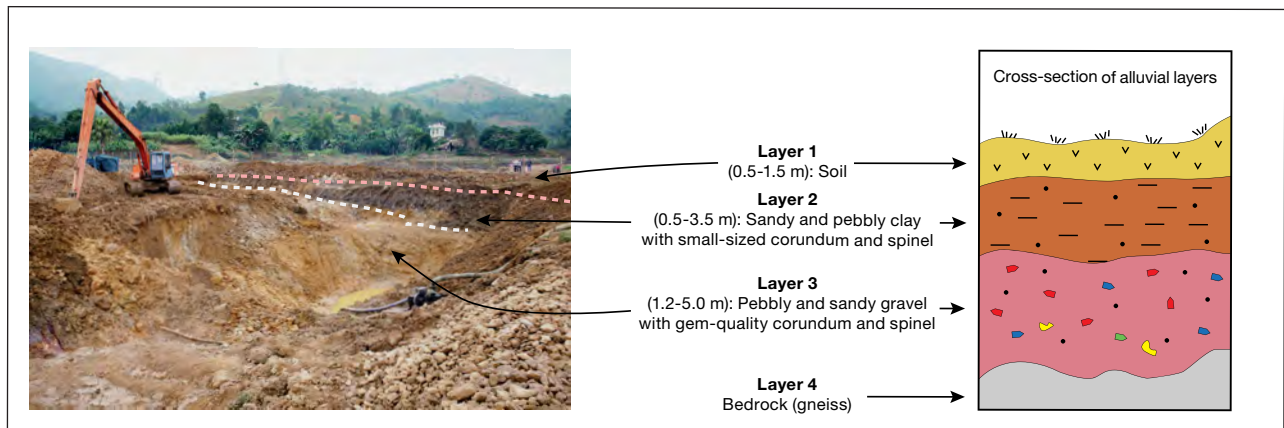 Cross-section of alluvial layers
Layer 1
(0.5-1.5 m): Soil
Layer 2
(0.5-3.5 m): Sandy and pebbly clay
with small-sized corundum and spinel
Layer 3
(1.2-5.0 m): Pebbly and sandy gravel
with gem-quality corundum and spinel
Layer 4
Bedrock (gneiss)